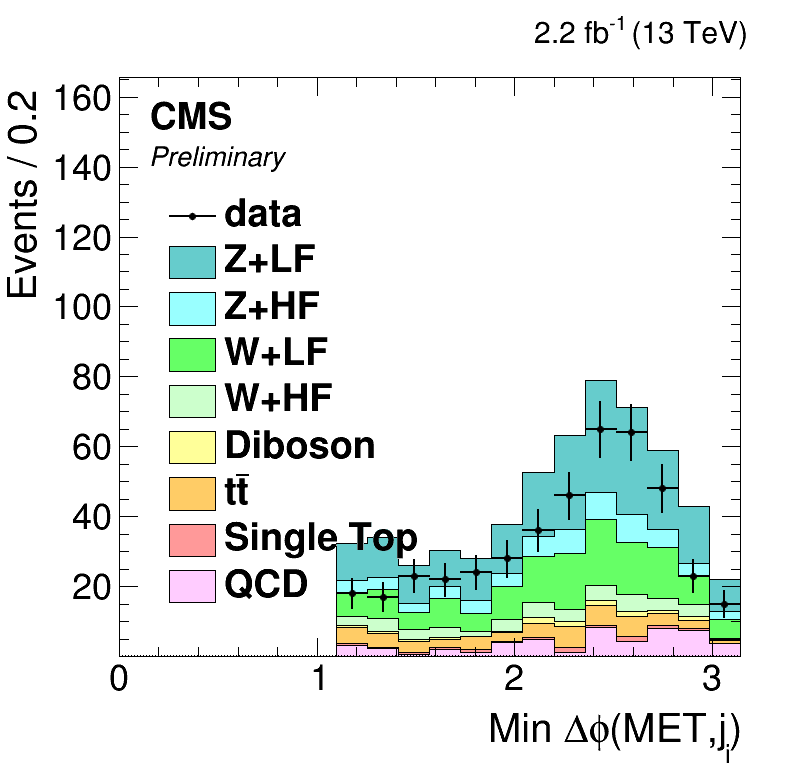 2.2 fb⁻¹ (13 TeV)
Events / 0.2
160
140
120
100
80
60
40
20
CMS
Preliminary
data
Z+LF
Z+HF
W+LF
W+HF
Diboson
tt̄
Single Top
QCD
0 1 2 3
Min Δϕ(MET,jᵢ)